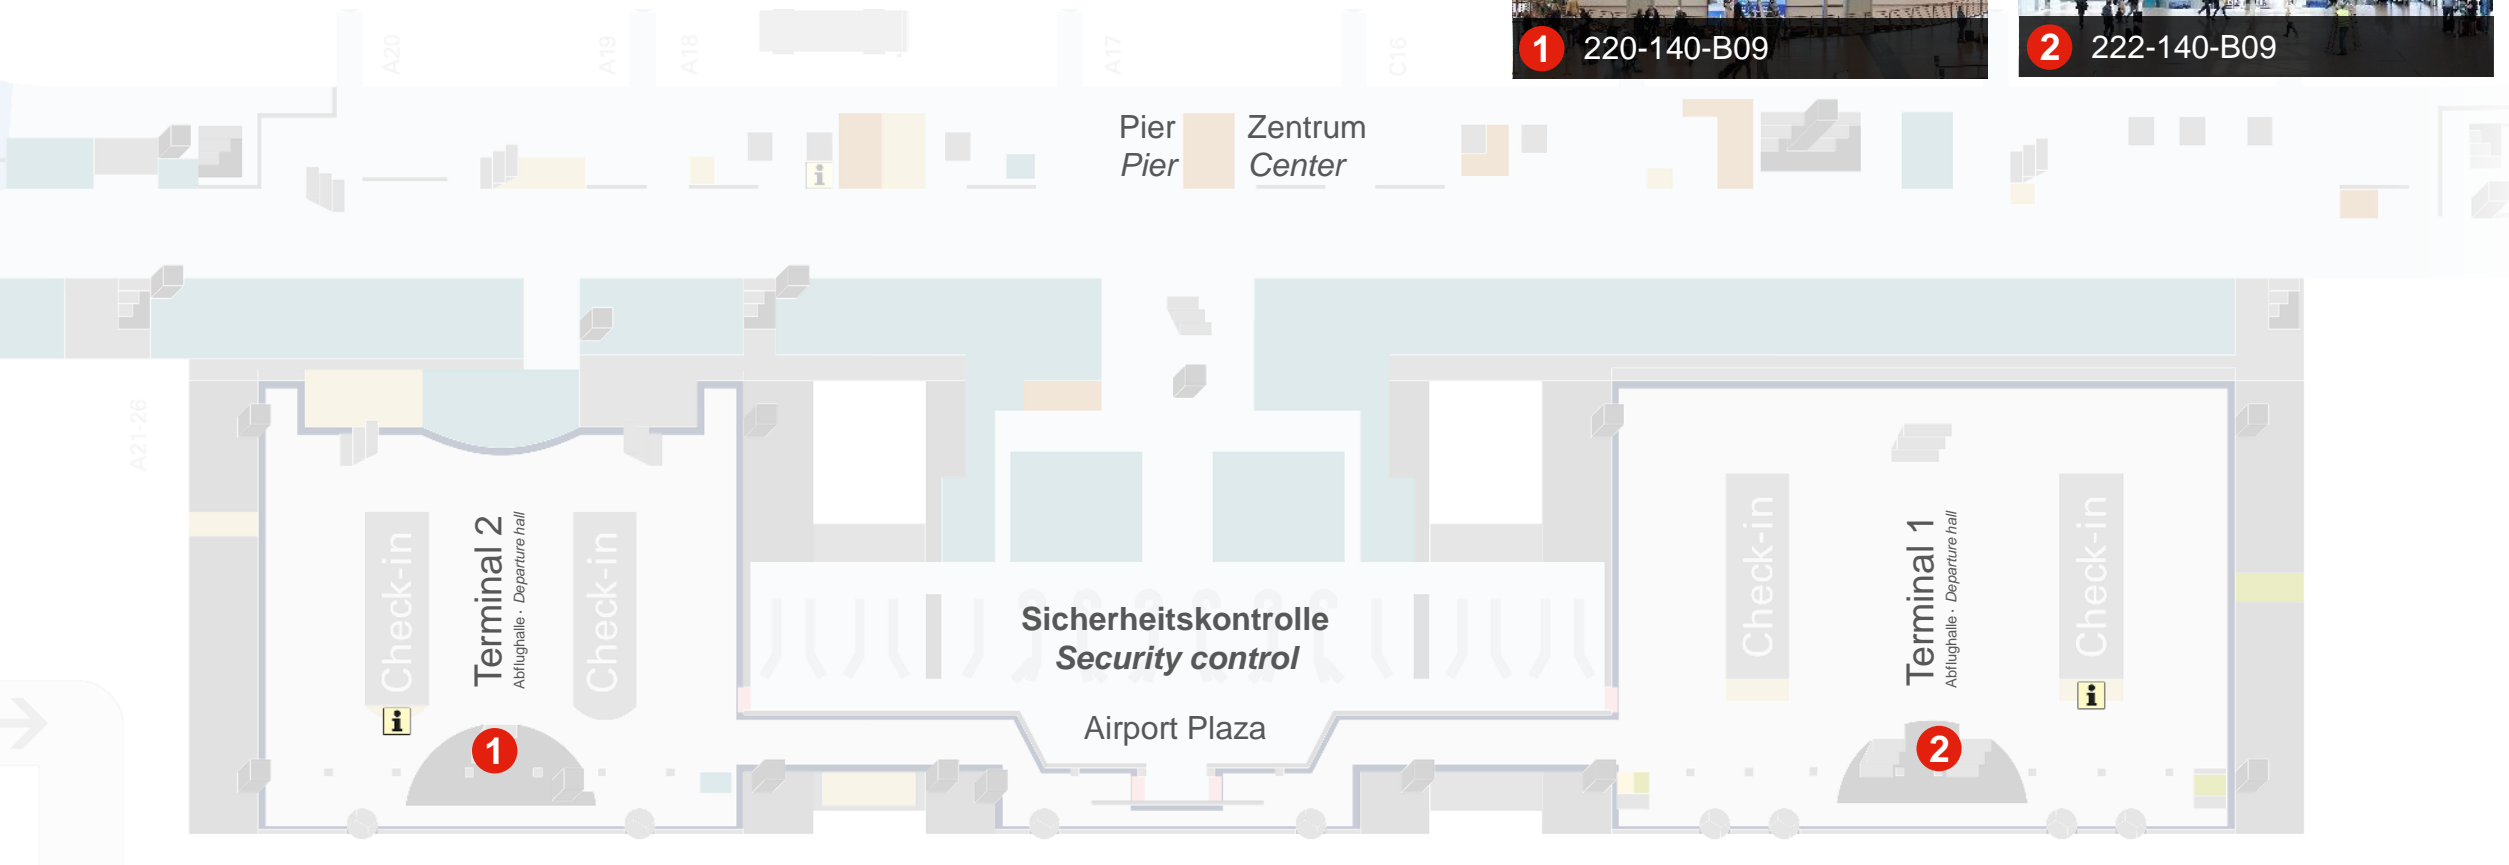 1 220-140-B09
2 222-140-B09
A20
A19
A18
A17
C16
Pier Zentrum
Pier Center
i
A21-26
Check-in
Terminal 2
Abflughalle · Departure hall
Check-in
i
1
Sicherheitskontrolle
Security control
Airport Plaza
Check-in
Terminal 1
Abflughalle · Departure hall
Check-in
i
2